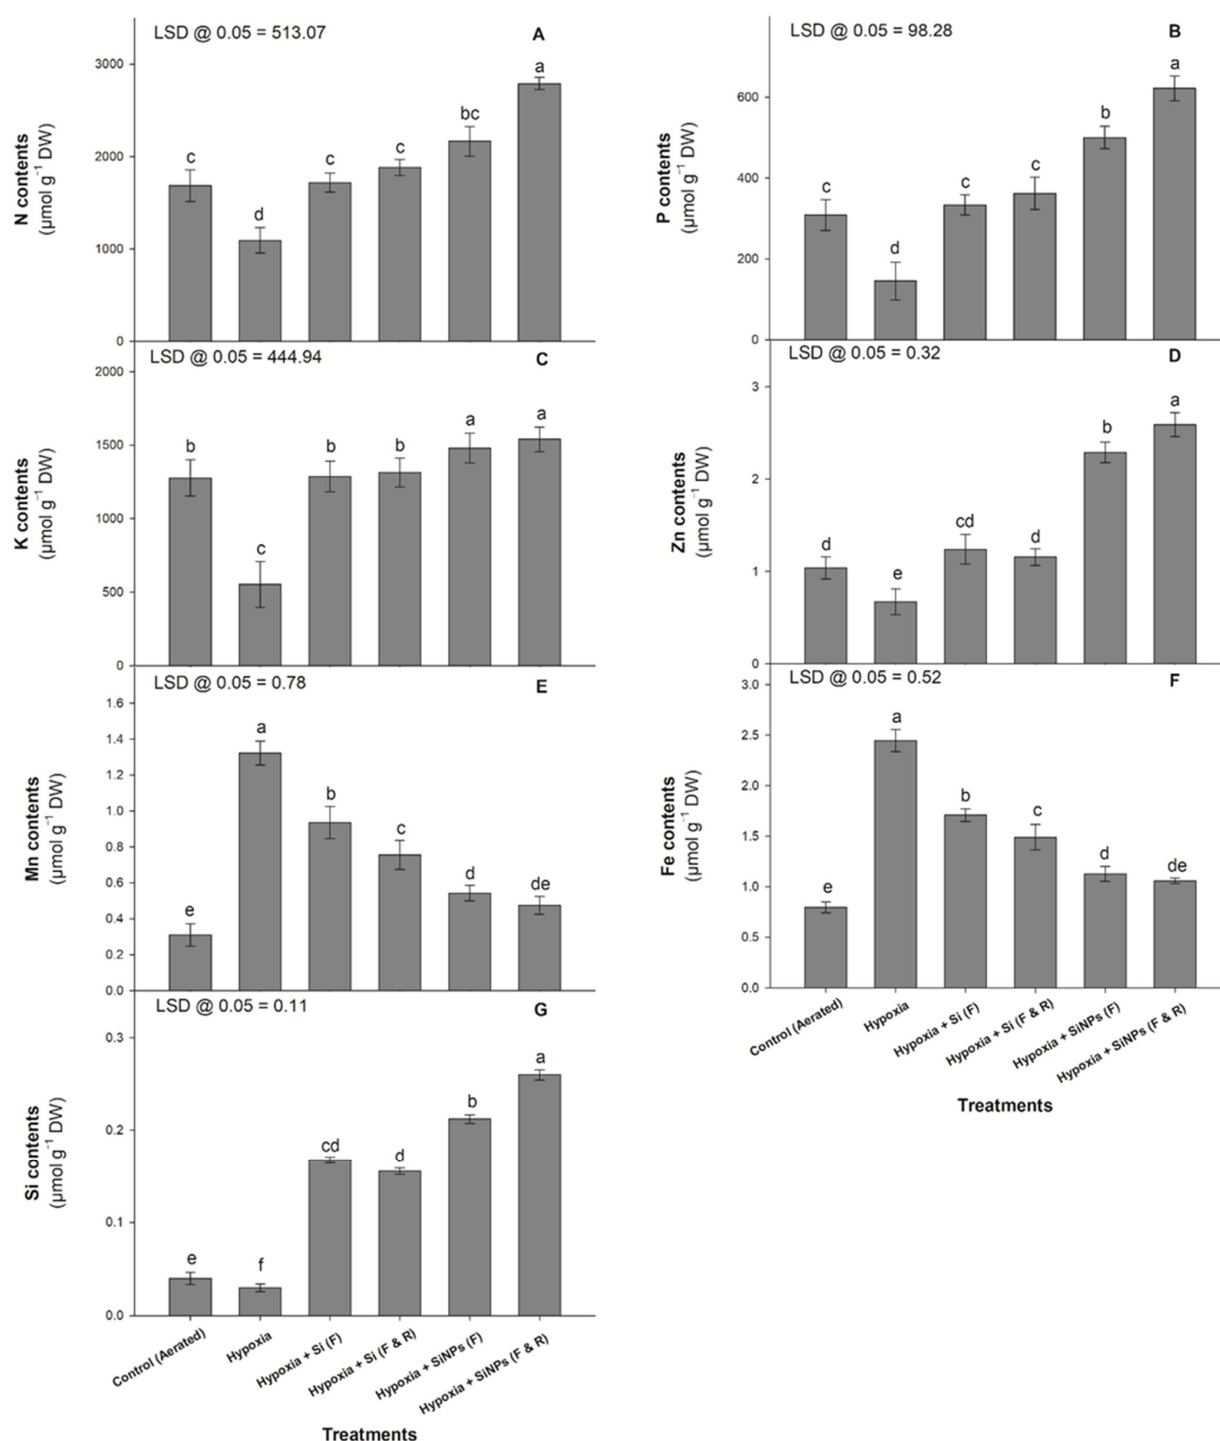 LSD @ 0.05 = 513.07
A
N contents
(µmol g⁻¹ DW)
3000
2000
1000
0
c
d
c
c
bc
a
LSD @ 0.05 = 98.28
B
P contents
(µmol g⁻¹ DW)
600
400
200
0
c
d
c
c
b
a
LSD @ 0.05 = 444.94
C
K contents
(µmol g⁻¹ DW)
2000
1500
1000
500
0
b
c
b
b
a
a
LSD @ 0.05 = 0.32
D
Zn contents
(µmol g⁻¹ DW)
3
2
1
0
d
e
cd
d
b
a
LSD @ 0.05 = 0.78
E
Mn contents
(µmol g⁻¹ DW)
1.6
1.4
1.2
1.0
0.8
0.6
0.4
0.2
0.0
e
a
b
c
d
de
LSD @ 0.05 = 0.52
F
Fe contents
(µmol g⁻¹ DW)
3.0
2.5
2.0
1.5
1.0
0.5
0.0
e
a
b
c
d
de
Control (Aerated)
Hypoxia
Hypoxia + Si (F)
Hypoxia + Si (F & R)
Hypoxia + SiNPs (F)
Hypoxia + SiNPs (F & R)
Treatments
LSD @ 0.05 = 0.11
G
Si contents
(µmol g⁻¹ DW)
0.3
0.2
0.1
0.0
e
f
cd
d
b
a
Control (Aerated)
Hypoxia
Hypoxia + Si (F)
Hypoxia + Si (F & R)
Hypoxia + SiNPs (F)
Hypoxia + SiNPs (F & R)
Treatments